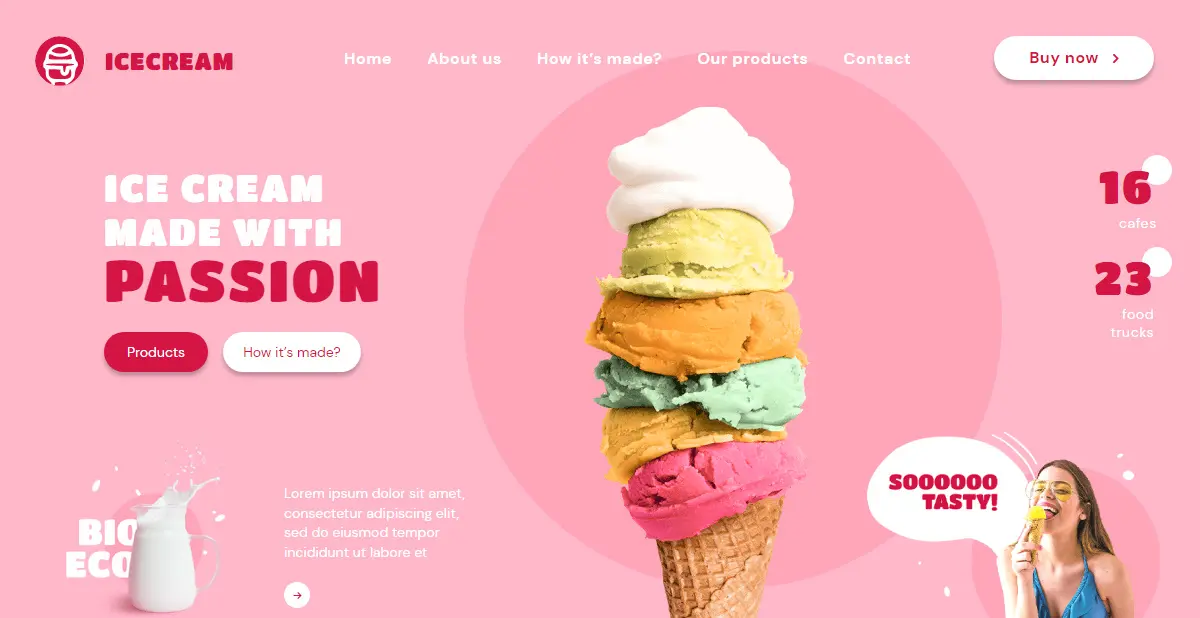 ICECREAM
Home
About us
How it's made?
Our products
Contact
Buy now
ICE CREAM
MADE WITH
PASSION
Products
How it's made?
16
cafes
23
food
trucks
BIO
ECO
Lorem ipsum dolor sit amet,
consectetur adipiscing elit,
sed do eiusmod tempor
incididunt ut labore et
SOOOOOO
TASTY!